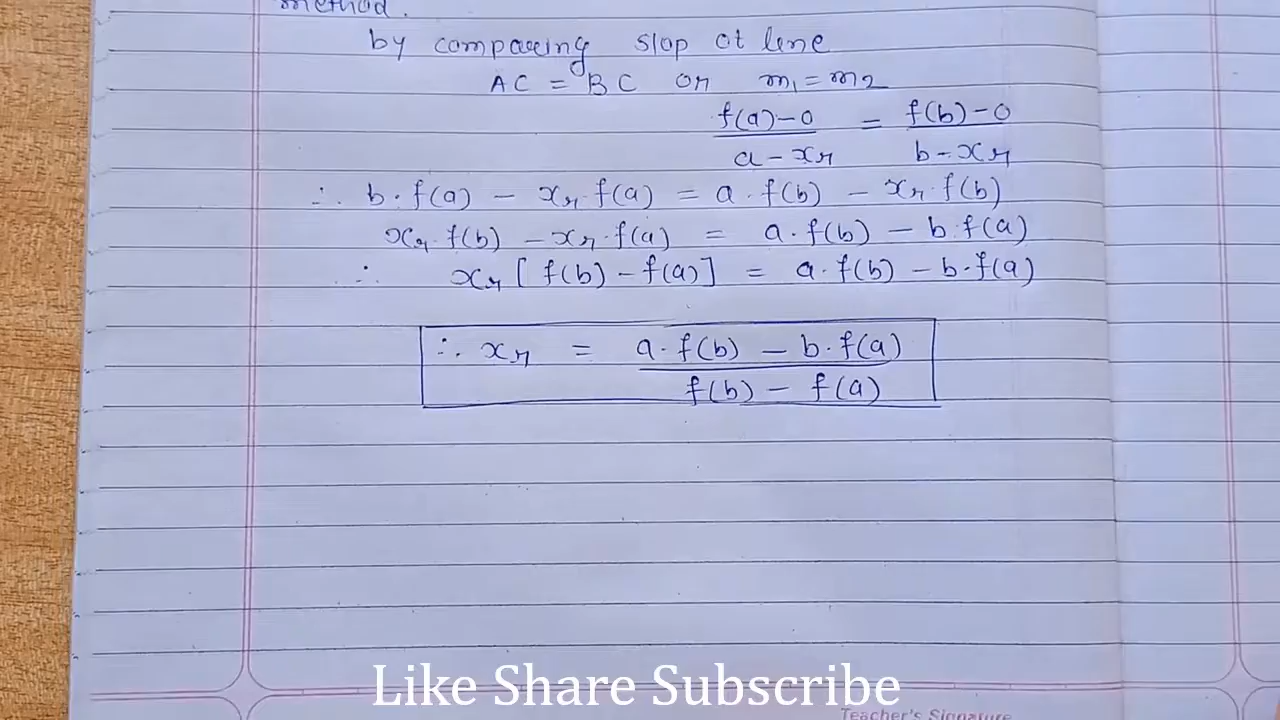 method.
by comparing slop of line
AC = BC or m₁ = m₂
f(a)-0 / a-xᵣ = f(b)-0 / b-xᵣ
∴ b·f(a) - xᵣ·f(a) = a·f(b) - xᵣ·f(b)
xᵣ·f(b) - xᵣ·f(a) = a·f(b) - b·f(a)
∴ xᵣ [f(b) - f(a)] = a·f(b) - b·f(a)
∴ xᵣ = a·f(b) - b·f(a) / f(b) - f(a)
Like Share Subscribe
Teacher's Signature